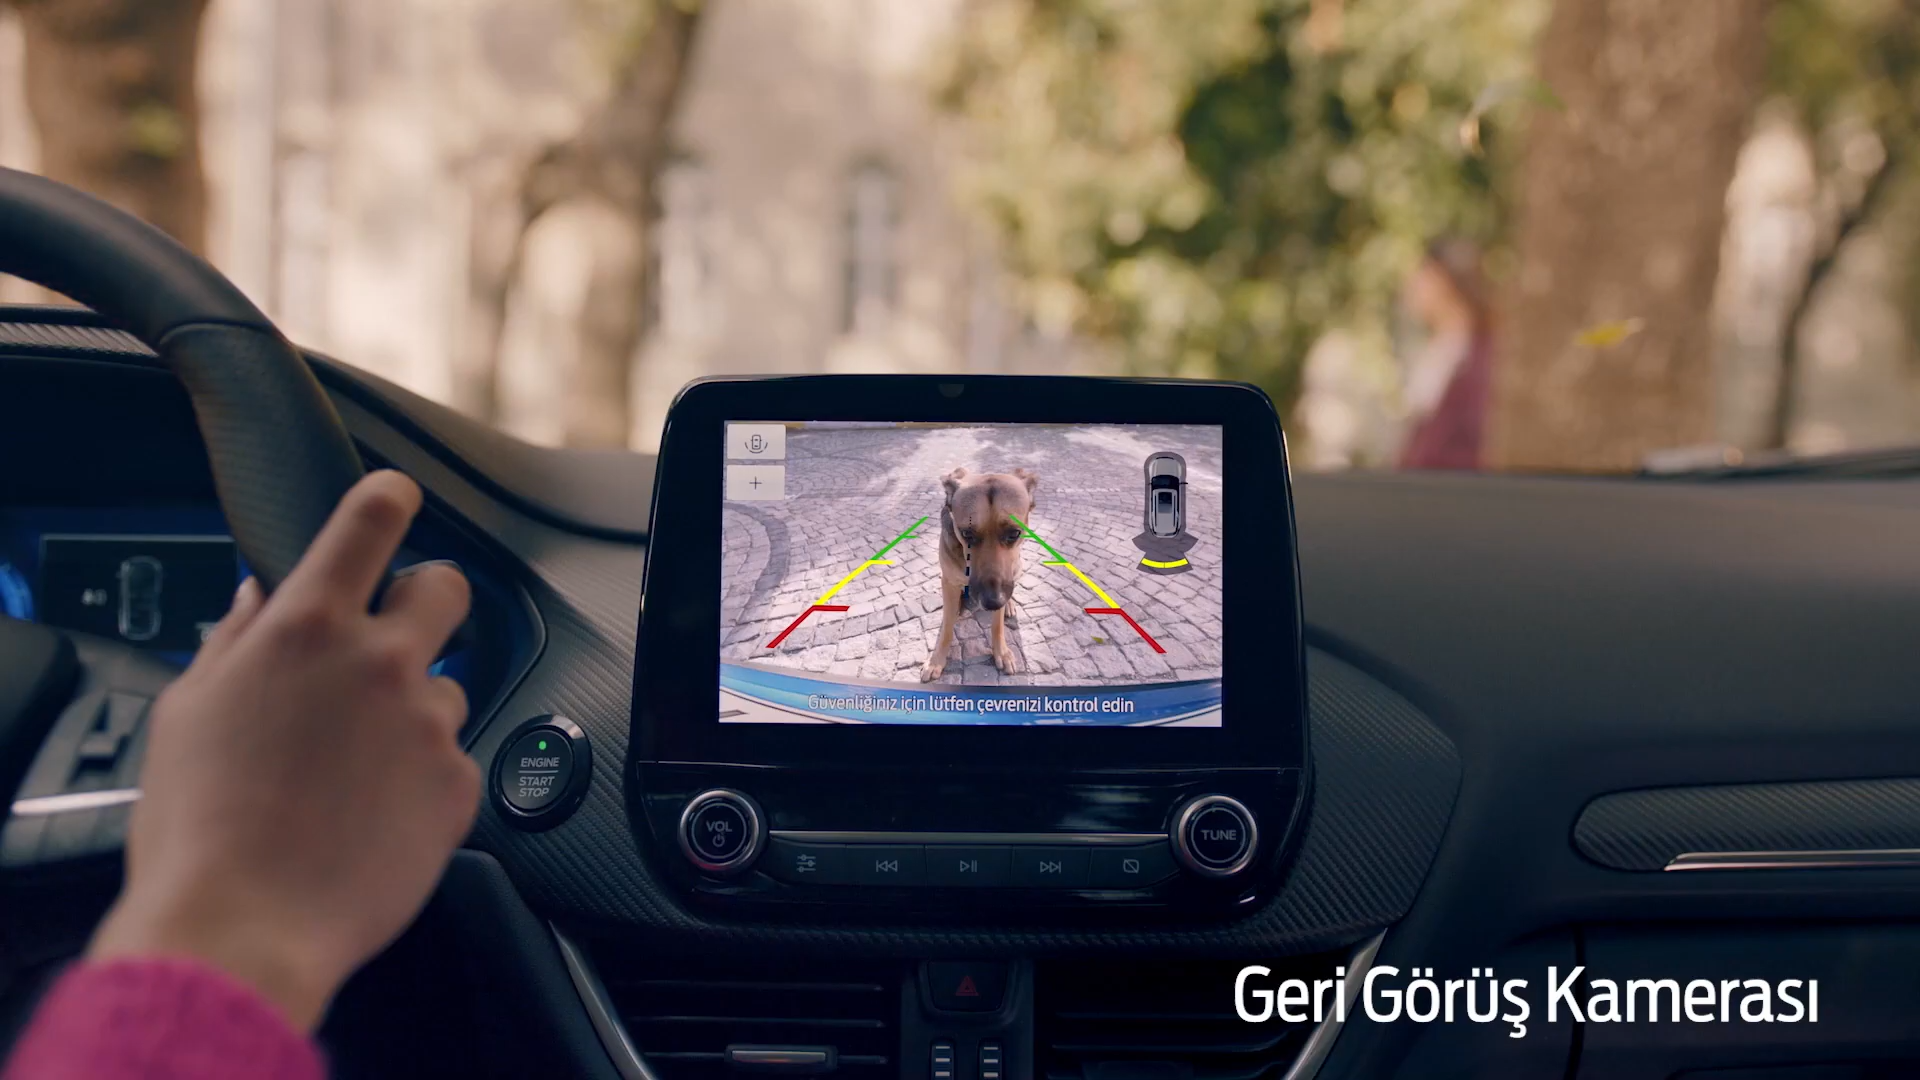 Güvenliğiniz için lütfen çevrenizi kontrol edin
ENGINE
START
STOP
VOL
TUNE
Geri Görüş Kamerası